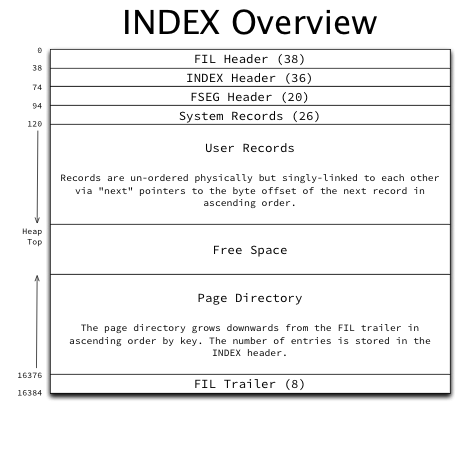 INDEX Overview
0
FIL Header (38)
38
INDEX Header (36)
74
FSEG Header (20)
94
System Records (26)
120
User Records
Records are un-ordered physically but singly-linked to each other
via "next" pointers to the byte offset of the next record in
ascending order.
Heap
Top
Free Space
Page Directory
The page directory grows downwards from the FIL trailer in
ascending order by key. The number of entries is stored in the
INDEX header.
16376
FIL Trailer (8)
16384